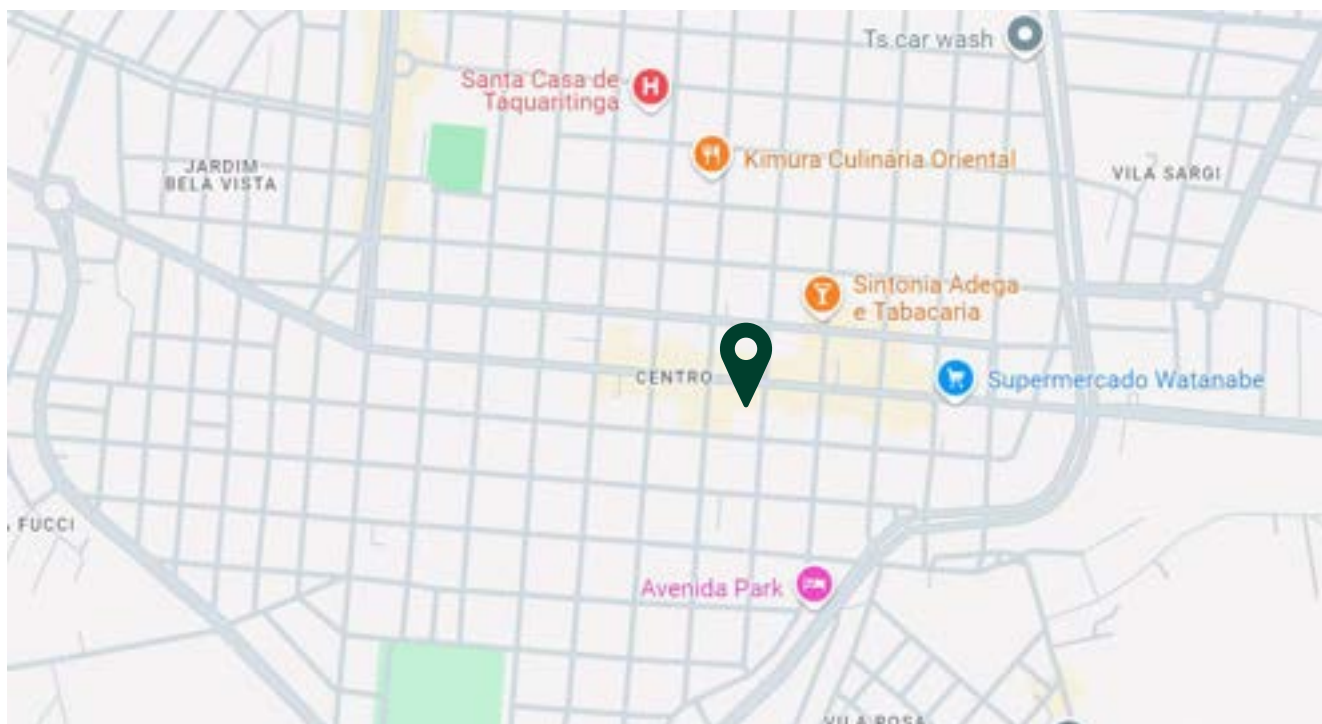 Ts car wash
Santa Casa de
Taquaritinga
H
Kimura Culinária Oriental
JARDIM
BELA VISTA
VILA SARGI
Sintonia Adega
e Tabacaria
CENTRO
Supermercado Watanabe
FUCCI
Avenida Park
VILA ROSA